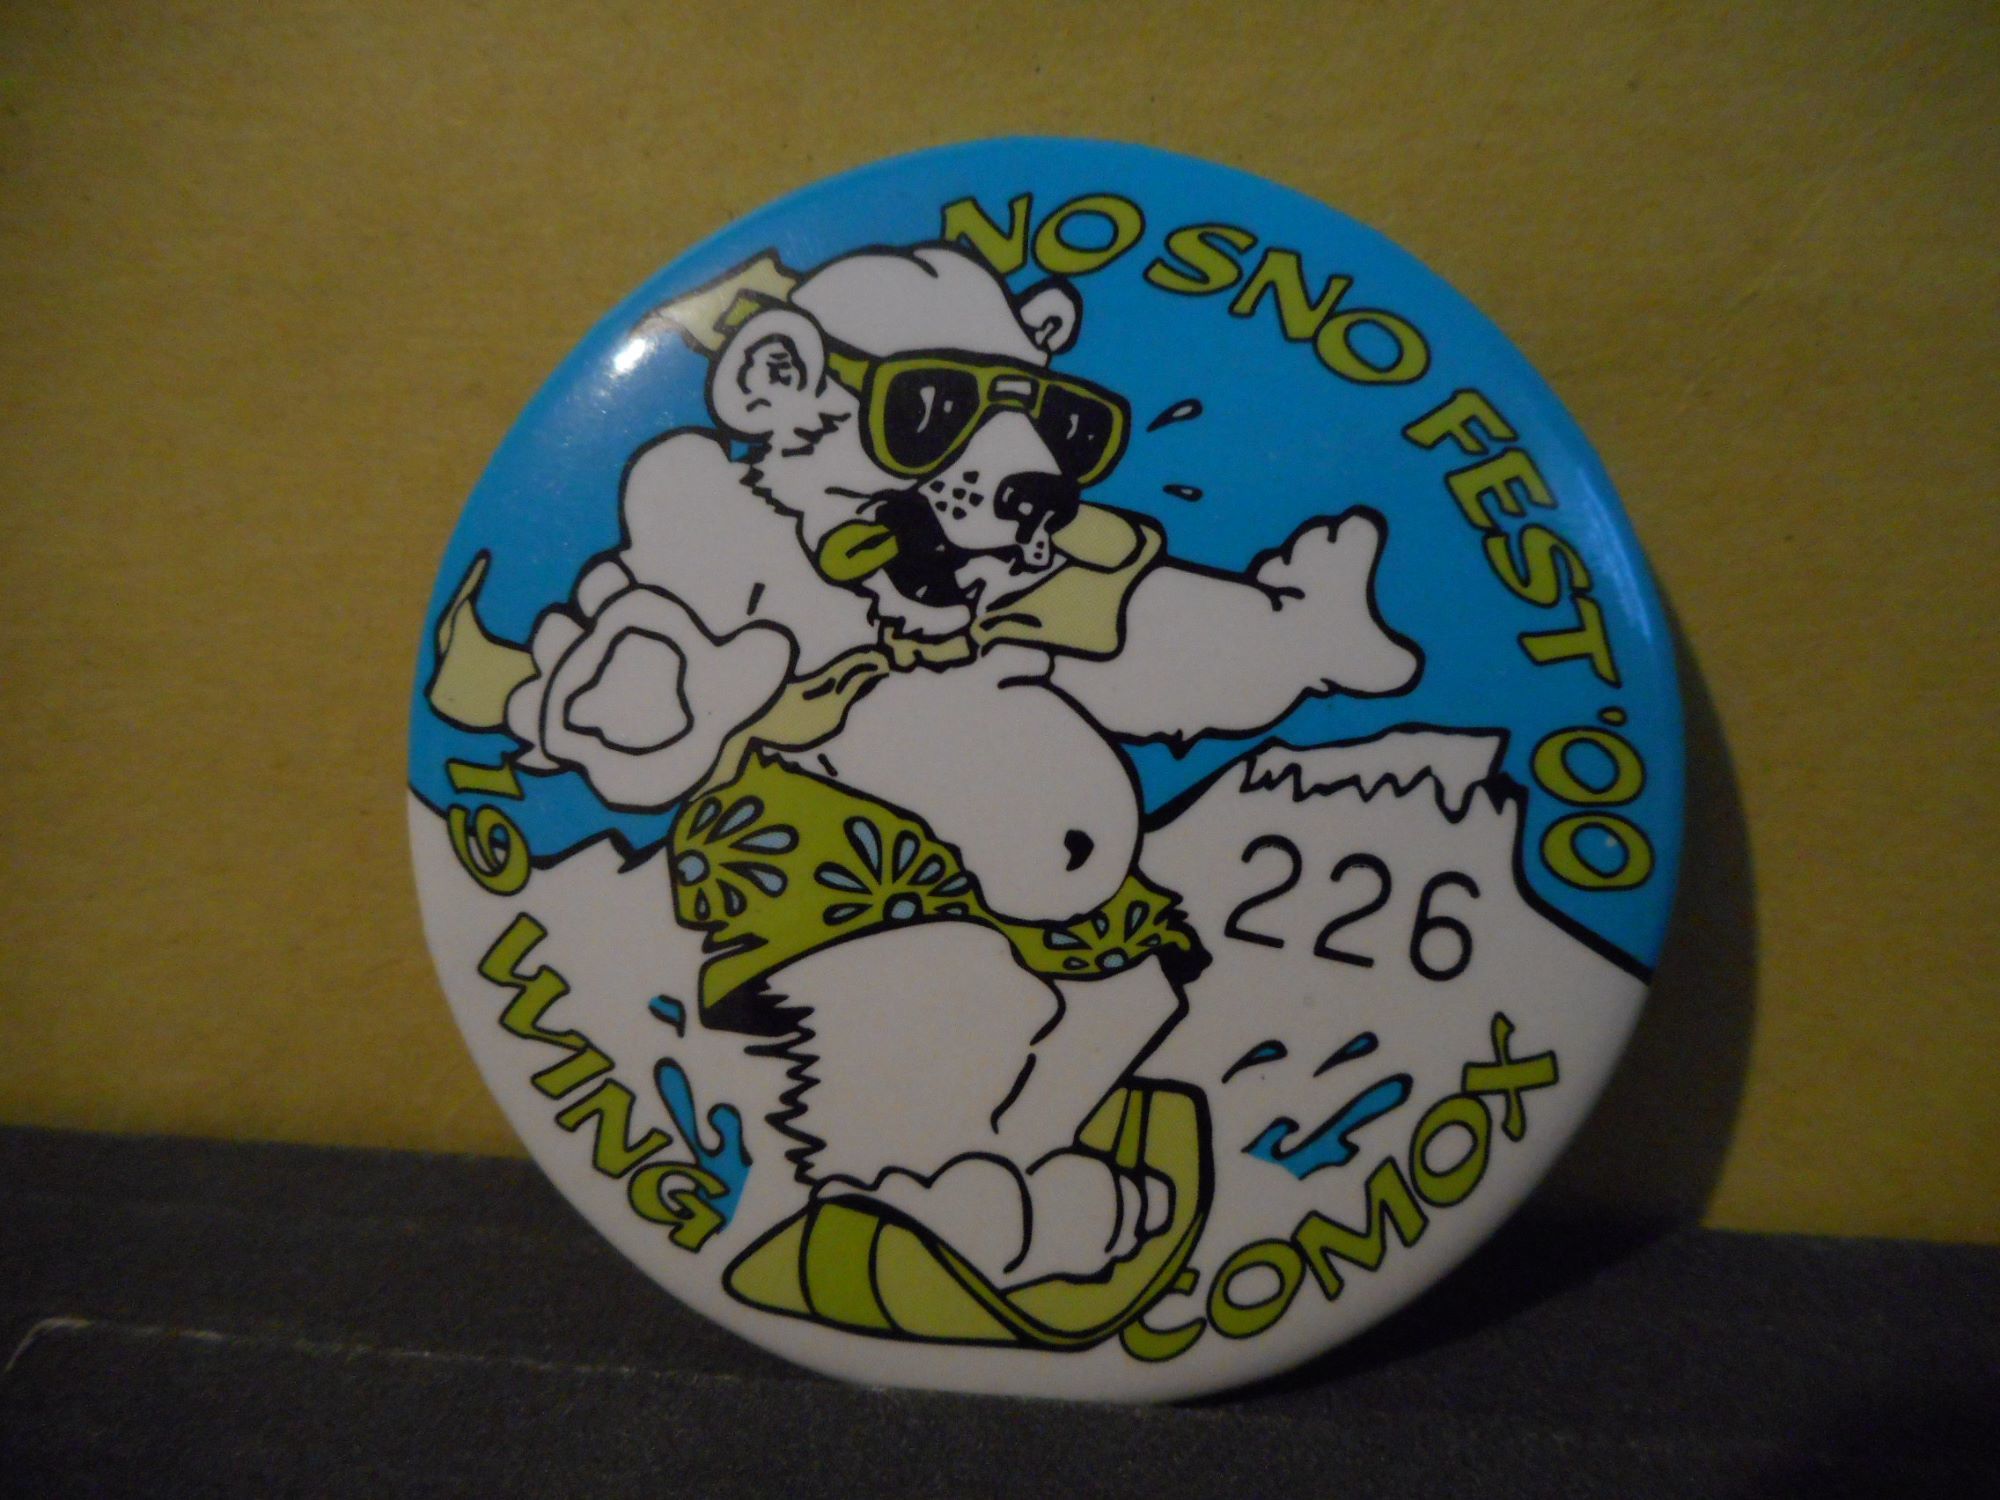 NO SNO FEST '00
226
19 WING COMOX